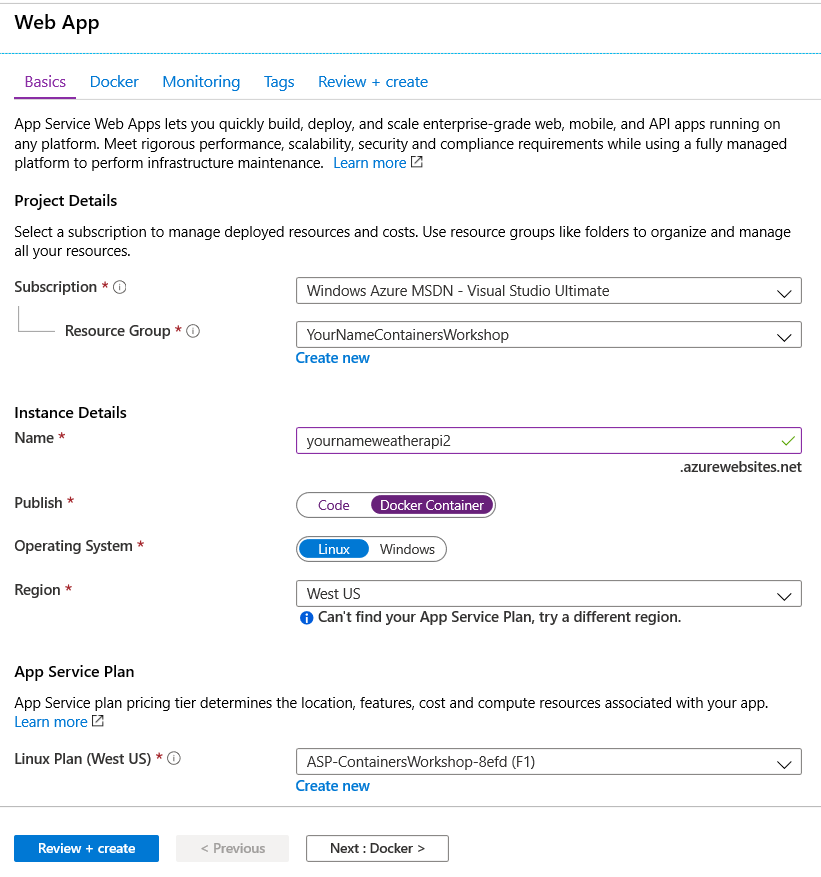 Web App
Basics Docker Monitoring Tags Review + create
App Service Web Apps lets you quickly build, deploy, and scale enterprise-grade web, mobile, and API apps running on
any platform. Meet rigorous performance, scalability, security and compliance requirements while using a fully managed
platform to perform infrastructure maintenance. Learn more
Project Details
Select a subscription to manage deployed resources and costs. Use resource groups like folders to organize and manage
all your resources.
Subscription * Windows Azure MSDN - Visual Studio Ultimate
Resource Group * YourNameContainersWorkshop
Create new
Instance Details
Name * yournameweatherapi2
.azurewebsites.net
Publish * Code Docker Container
Operating System * Linux Windows
Region * West US
Can't find your App Service Plan, try a different region.
App Service Plan
App Service plan pricing tier determines the location, features, cost and compute resources associated with your app.
Learn more
Linux Plan (West US) * ASP-ContainersWorkshop-8efd (F1)
Create new
Review + create < Previous Next : Docker >